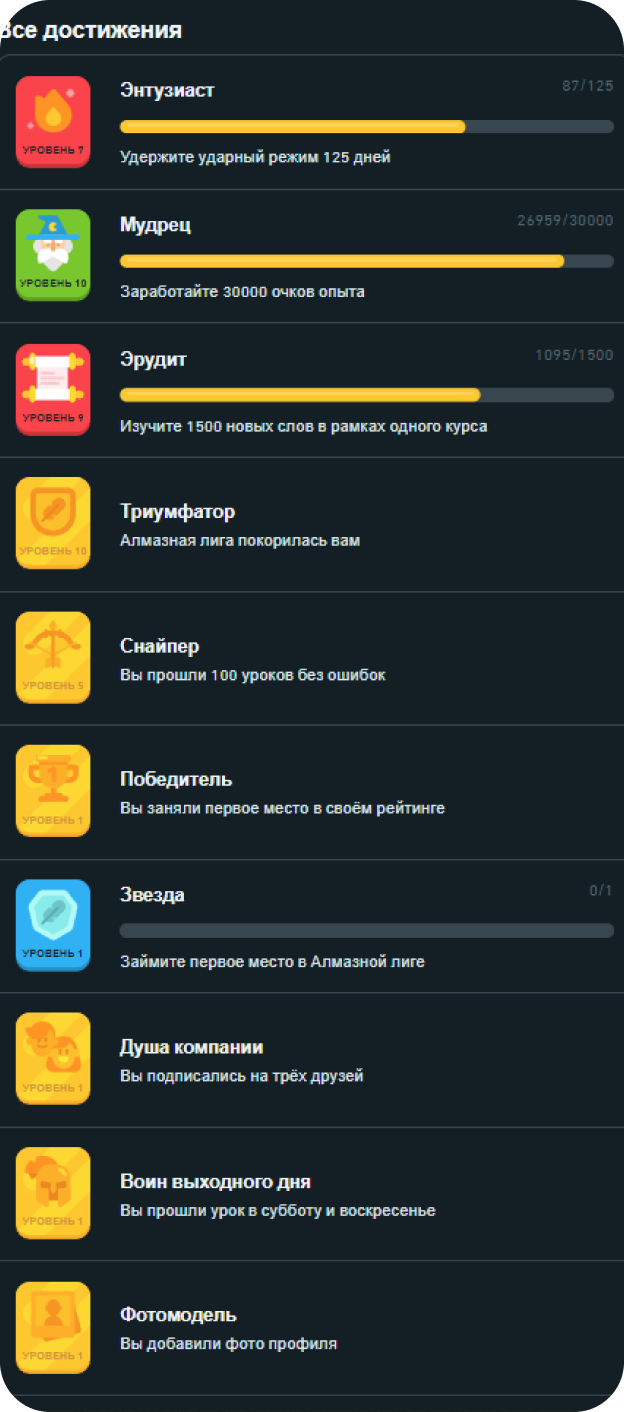 Все достижения
Энтузиаст
87/125
УРОВЕНЬ 7
Удержите ударный режим 125 дней
Мудрец
26959/30000
УРОВЕНЬ 10
Заработайте 30000 очков опыта
Эрудит
1095/1500
УРОВЕНЬ 9
Изучите 1500 новых слов в рамках одного курса
Триумфатор
Алмазная лига покорилась вам
УРОВЕНЬ 10
Снайпер
Вы прошли 100 уроков без ошибок
УРОВЕНЬ 5
Победитель
Вы заняли первое место в своём рейтинге
1
УРОВЕНЬ 1
Звезда
0/1
УРОВЕНЬ 1
Займите первое место в Алмазной лиге
Душа компании
Вы подписались на трёх друзей
УРОВЕНЬ 1
Воин выходного дня
Вы прошли урок в субботу и воскресенье
УРОВЕНЬ 1
Фотомодель
Вы добавили фото профиля
УРОВЕНЬ 1